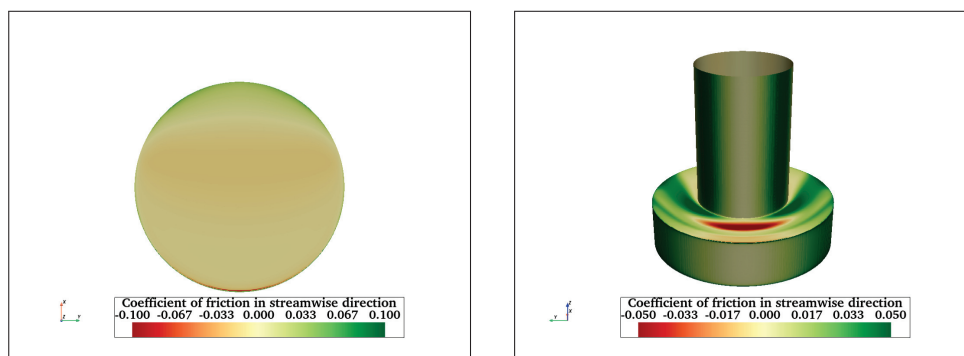 Coefficient of friction in streamwise direction
-0.100 -0.067 -0.033 0.000 0.033 0.067 0.100
X
Z Y
Coefficient of friction in streamwise direction
-0.050 -0.033 -0.017 0.000 0.017 0.033 0.050
Z
X
Y